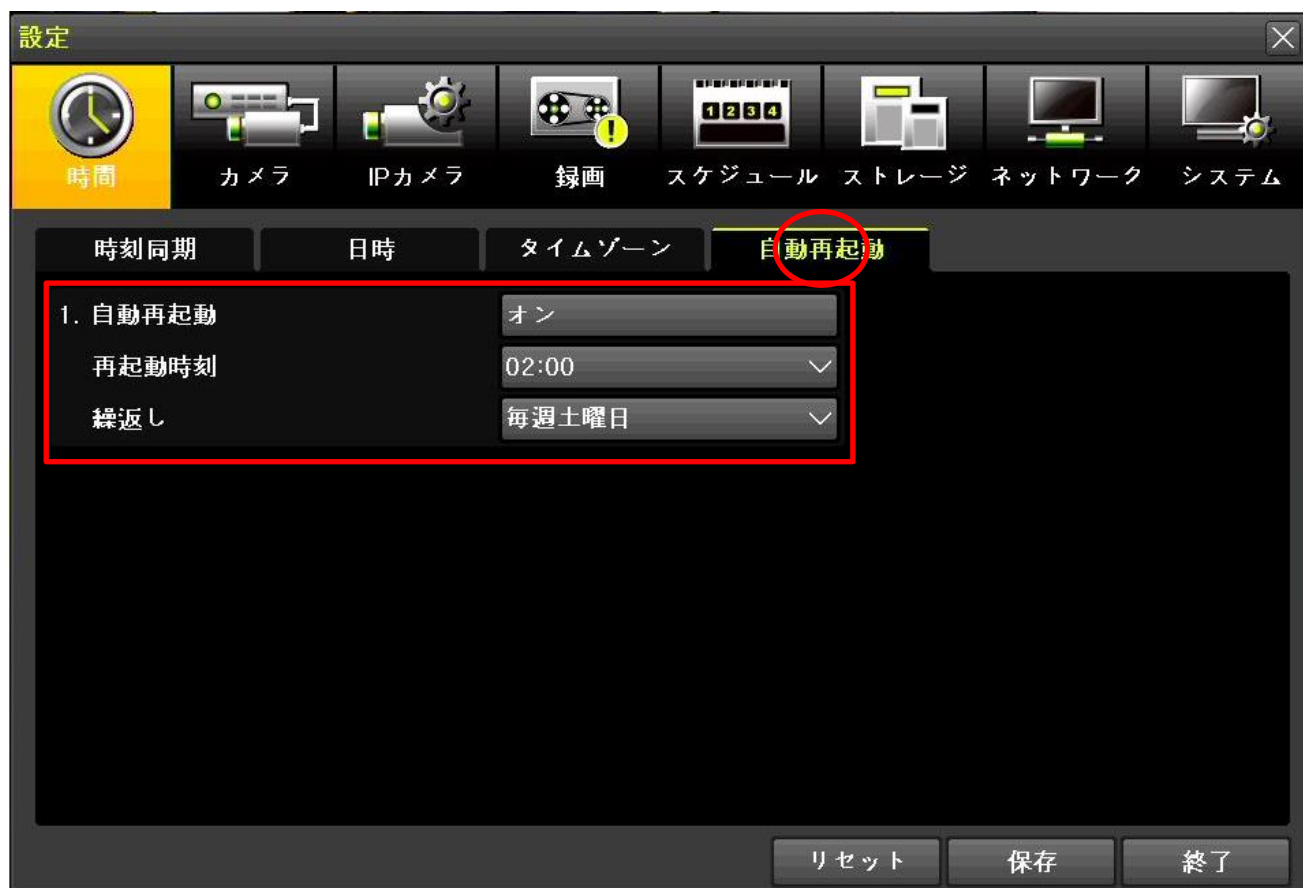 設定
時間 カメラ IPカメラ 録画 スケジュール ストレージ ネットワーク システム
時刻同期 日時 タイムゾーン 自動再起動
1. 自動再起動 オン
再起動時刻 02:00
繰返し 毎週土曜日
リセット 保存 終了